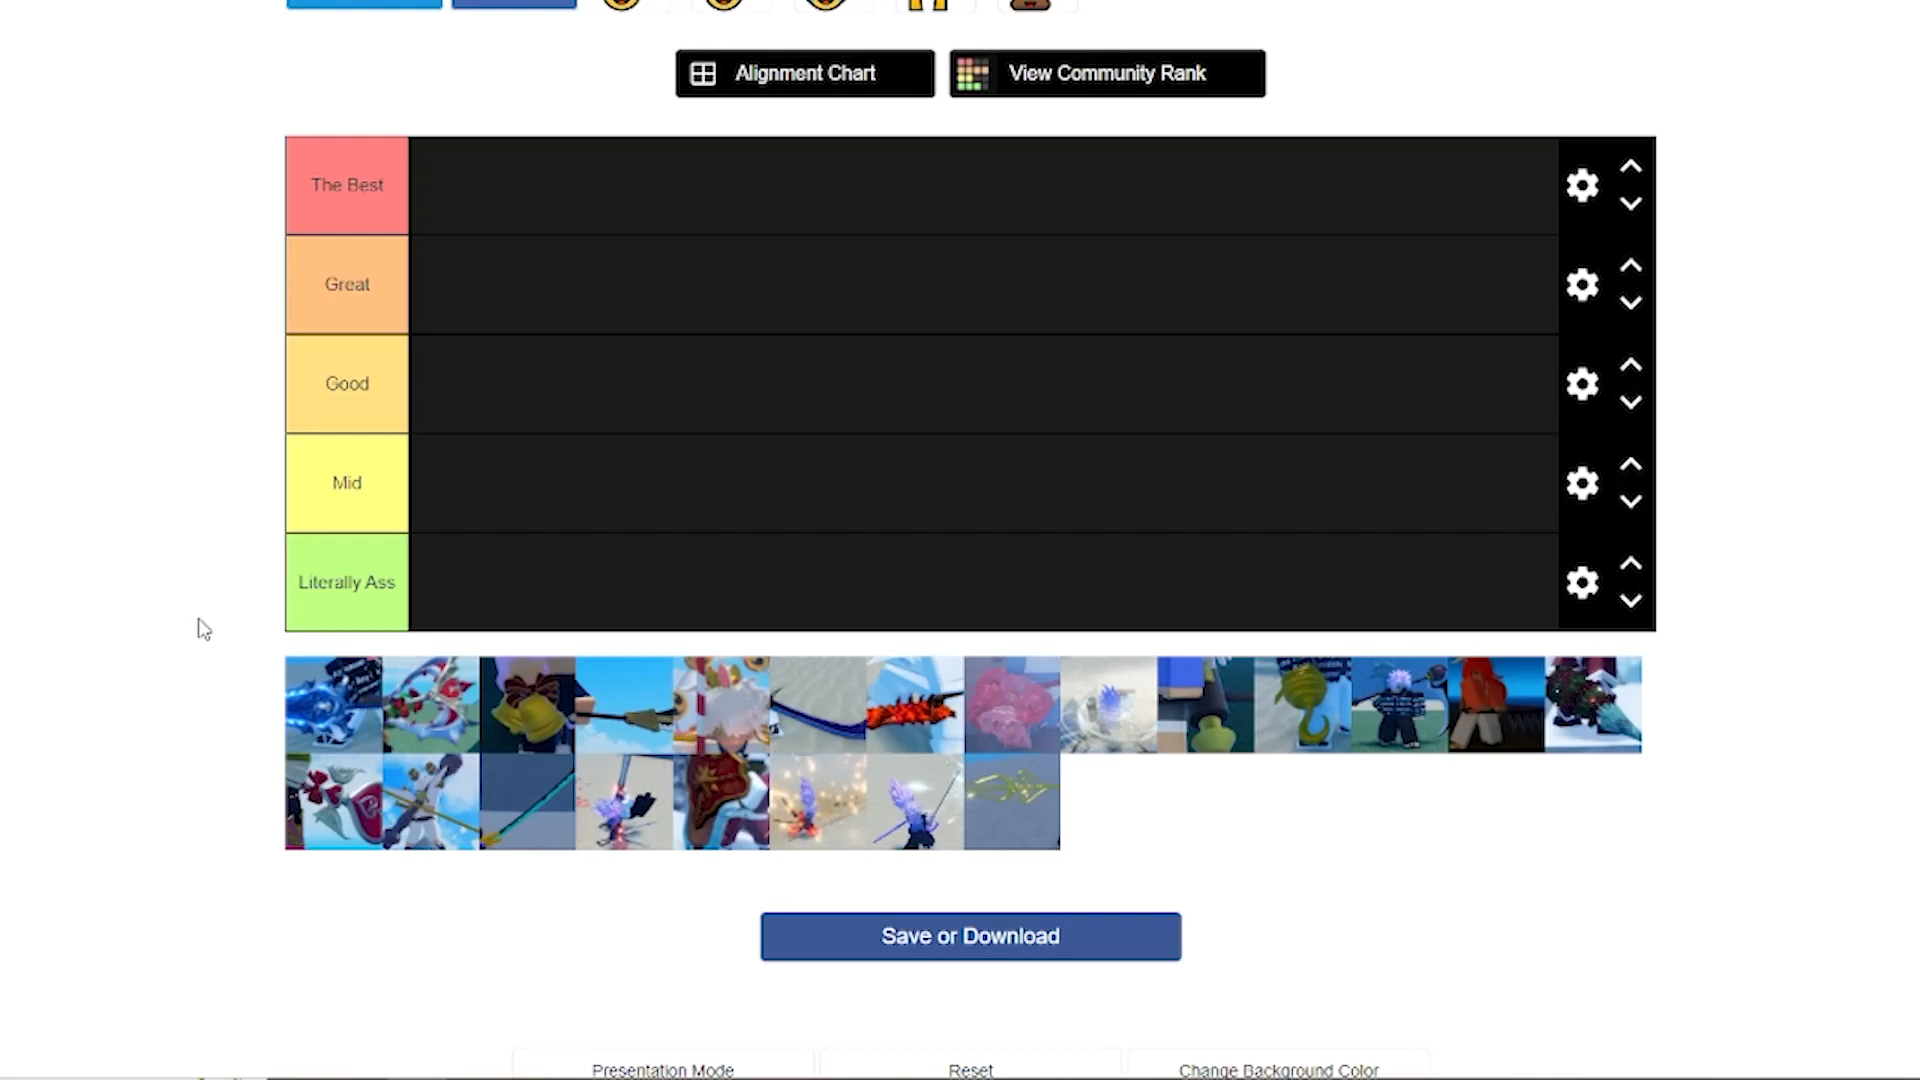 Alignment Chart
View Community Rank
The Best
Great
Good
Mid
Literally Ass
Save or Download
Presentation Mode
Reset
Change Background Color